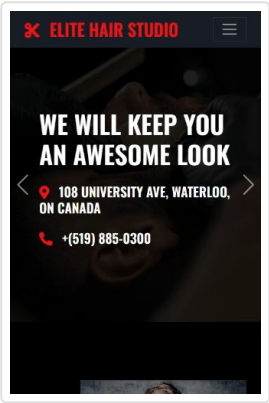 ELITE HAIR STUDIO
WE WILL KEEP YOU
AN AWESOME LOOK
108 UNIVERSITY AVE, WATERLOO,
ON CANADA
+(519) 885-0300